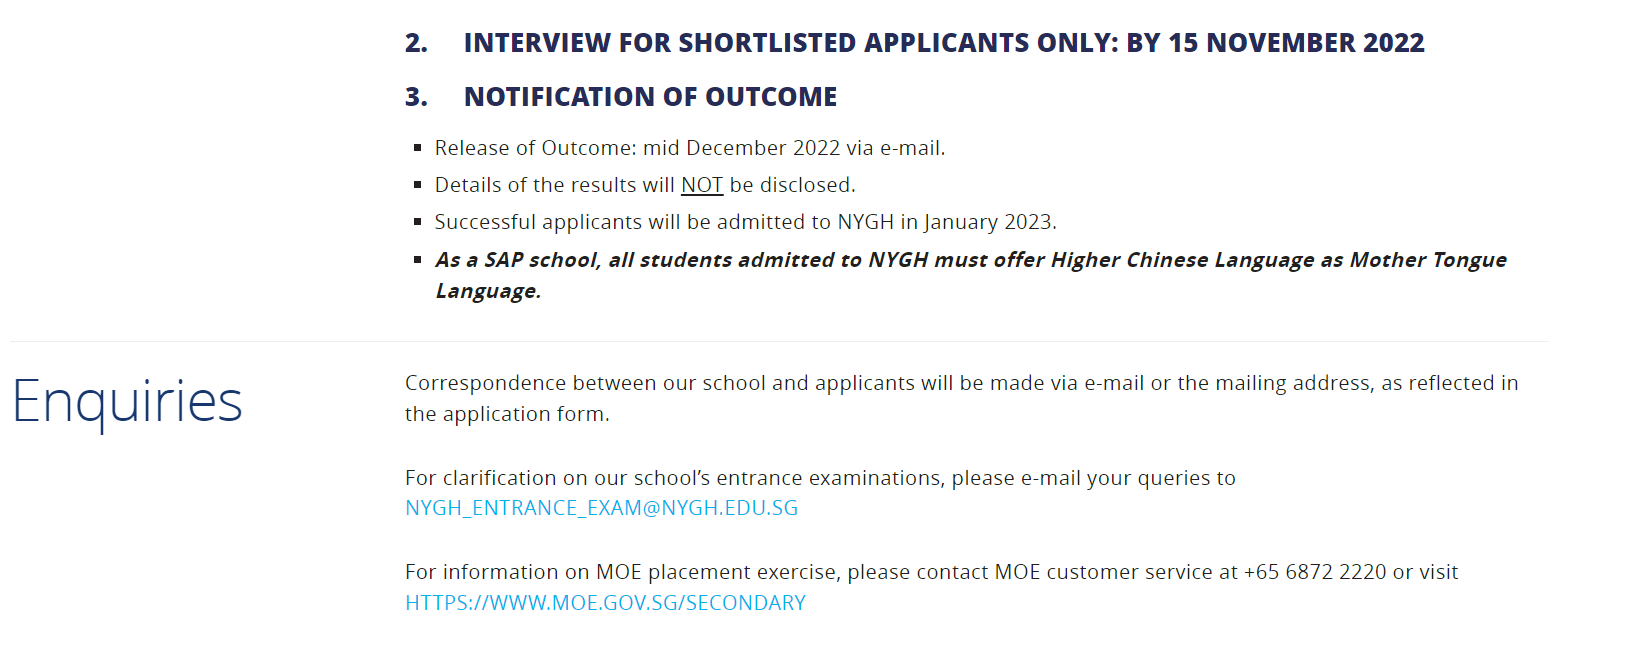 2. INTERVIEW FOR SHORTLISTED APPLICANTS ONLY: BY 15 NOVEMBER 2022
3. NOTIFICATION OF OUTCOME
▪ Release of Outcome: mid December 2022 via e-mail.
▪ Details of the results will NOT be disclosed.
▪ Successful applicants will be admitted to NYGH in January 2023.
▪ As a SAP school, all students admitted to NYGH must offer Higher Chinese Language as Mother Tongue
Language.
Enquiries
Correspondence between our school and applicants will be made via e-mail or the mailing address, as reflected in
the application form.
For clarification on our school’s entrance examinations, please e-mail your queries to
NYGH_ENTRANCE_EXAM@NYGH.EDU.SG
For information on MOE placement exercise, please contact MOE customer service at +65 6872 2220 or visit
HTTPS://WWW.MOE.GOV.SG/SECONDARY